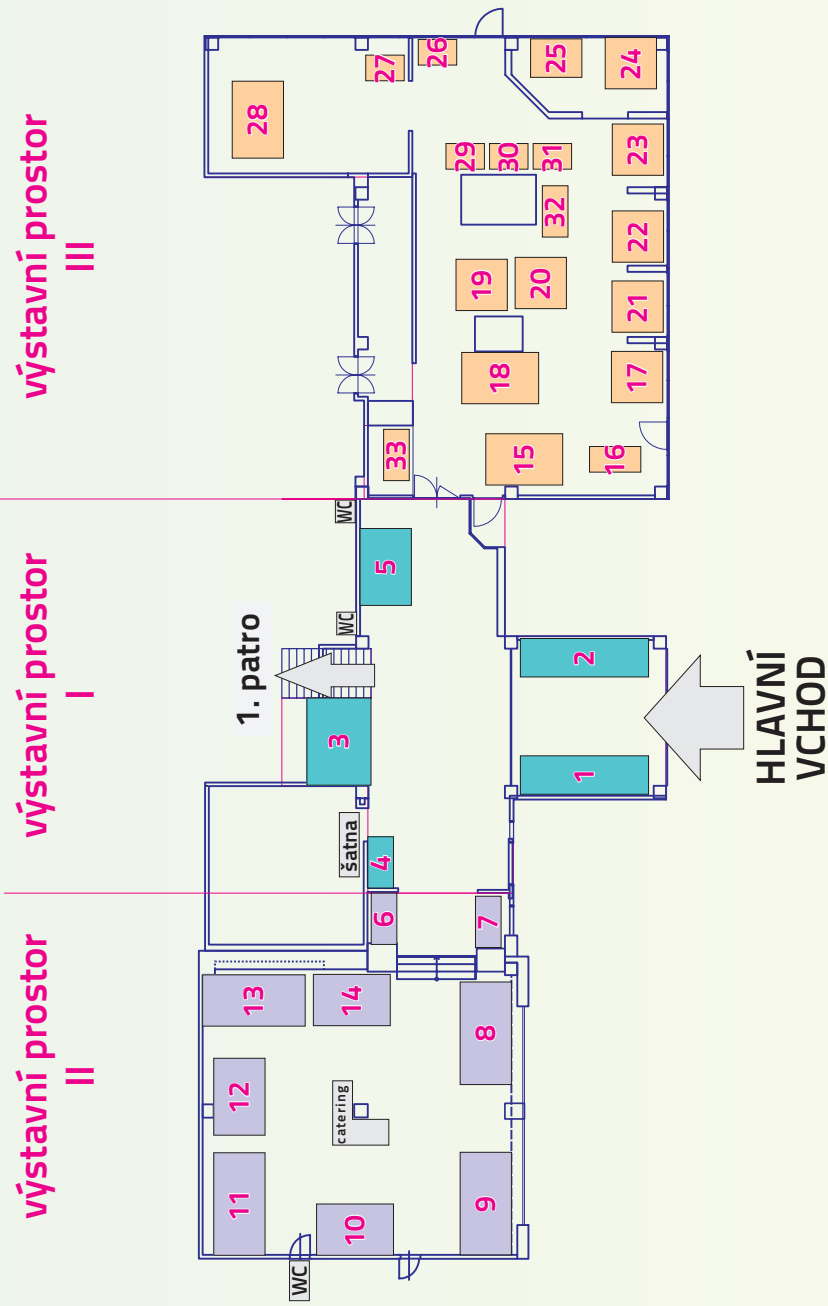 výstavní prostor
II
výstavní prostor
I
výstavní prostor
III
11
12
13
10
14
WC
catering
9
8
6
7
šatna
4
3
1. patro
WC
5
WC
1
2
HLAVNÍ
VCHOD
33
15
16
18
17
19
20
21
22
32
29
30
31
23
28
27
26
25
24